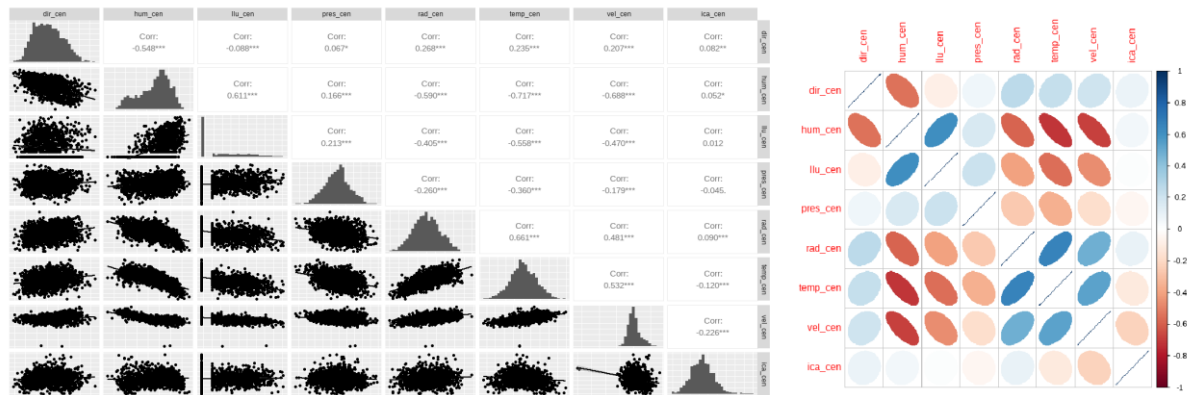 dir_cen hum_cen llu_cen pres_cen rad_cen temp_cen vel_cen ica_cen
Corr: Corr: Corr: Corr: Corr: Corr: Corr:
-0.548*** -0.088*** 0.067* 0.268*** 0.235*** 0.207*** 0.082**
dir_cen
Corr: Corr: Corr: Corr: Corr: Corr:
0.611*** 0.166*** -0.590*** -0.717*** -0.688*** 0.052*
hum_cen
Corr: Corr: Corr: Corr: Corr:
0.213*** -0.405*** -0.558*** -0.470*** 0.012
llu_cen
Corr: Corr: Corr: Corr:
-0.260*** -0.360*** -0.179*** -0.045.
pres_cen
Corr: Corr: Corr:
0.661*** 0.481*** 0.090***
rad_cen
Corr: Corr:
0.532*** -0.120***
temp_cen
Corr:
-0.226***
vel_cen
ica_cen
dir_cen
hum_cen
llu_cen
pres_cen
rad_cen
temp_cen
vel_cen
ica_cen
dir_cen
hum_cen
llu_cen
pres_cen
rad_cen
temp_cen
vel_cen
ica_cen
1
0.8
0.6
0.4
0.2
0
-0.2
-0.4
-0.6
-0.8
-1